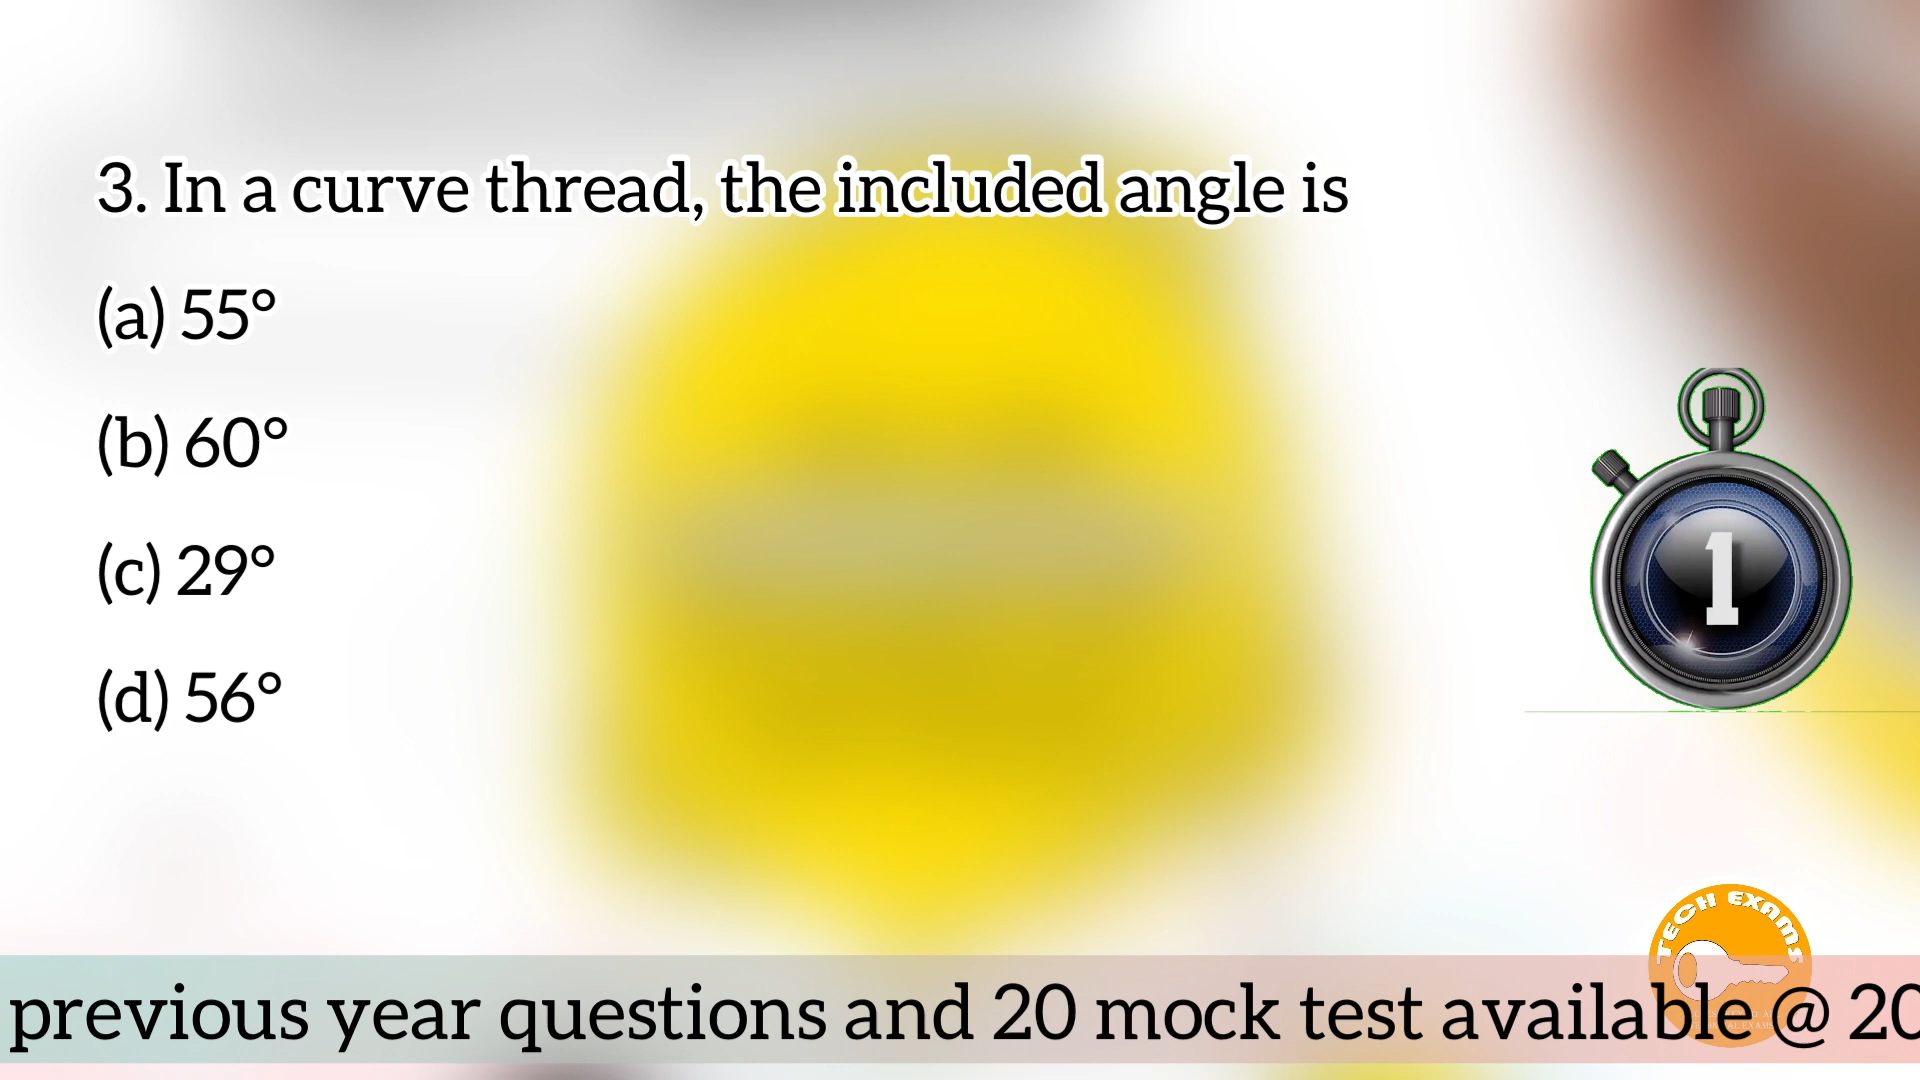 3. In a curve thread, the included angle is
(a) 55°
(b) 60°
(c) 29°
(d) 56°
1
TECH EXAMS
previous year questions and 20 mock test available @ 20